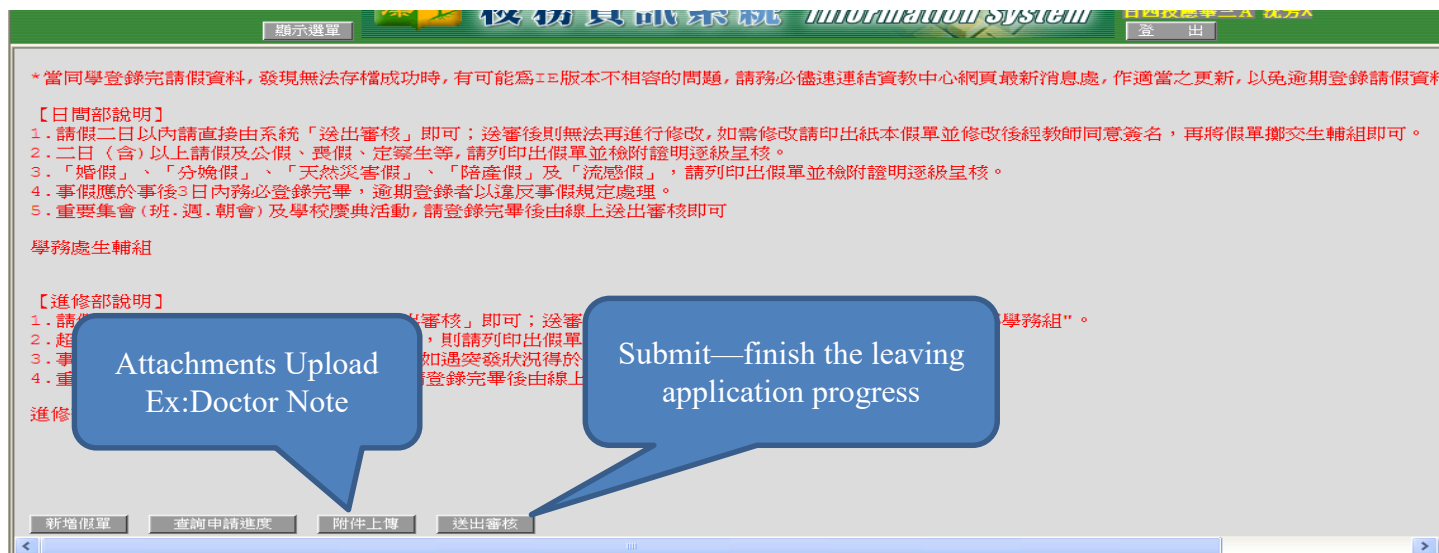 顯示選單
校務資訊系統 Information System
登 出
*當同學登錄完請假資料,發現無法存檔成功時,有可能為IE版本不相容的問題,請務必儘速連結資教中心網頁最新消息處,作適當之更新,以免逾期登錄請假資料
【日間部說明】
1.請假二日以內請直接由系統「送出審核」即可；送審後則無法再進行修改,如需修改請印出紙本假單並修改後經教師同意簽名，再將假單擲交生輔組即可。
2.二日（含)以上請假及公假、喪假、定察生等,請列印出假單並檢附證明逐級呈核。
3.「婚假」、「分娩假」、「天然災害假」、「陪產假」及「流感假」，請列印出假單並檢附證明逐級呈核。
4.事假應於事後3日內務必登錄完畢，逾期登錄者以違反事假規定處理。
5.重要集會(班.週.朝會)及學校慶典活動,請登錄完畢後由線上送出審核即可
學務處生輔組
【進修部說明】
1.請 審核」即可；送審 學務組"。
2.超 ，則請列印出假單
3.事 如遇突發狀況得於
4.重 登錄完畢後由線上
進修
Attachments Upload
Ex:Doctor Note
Submit—finish the leaving
application progress
新增假單 查詢申請進度 附件上傳 送出審核